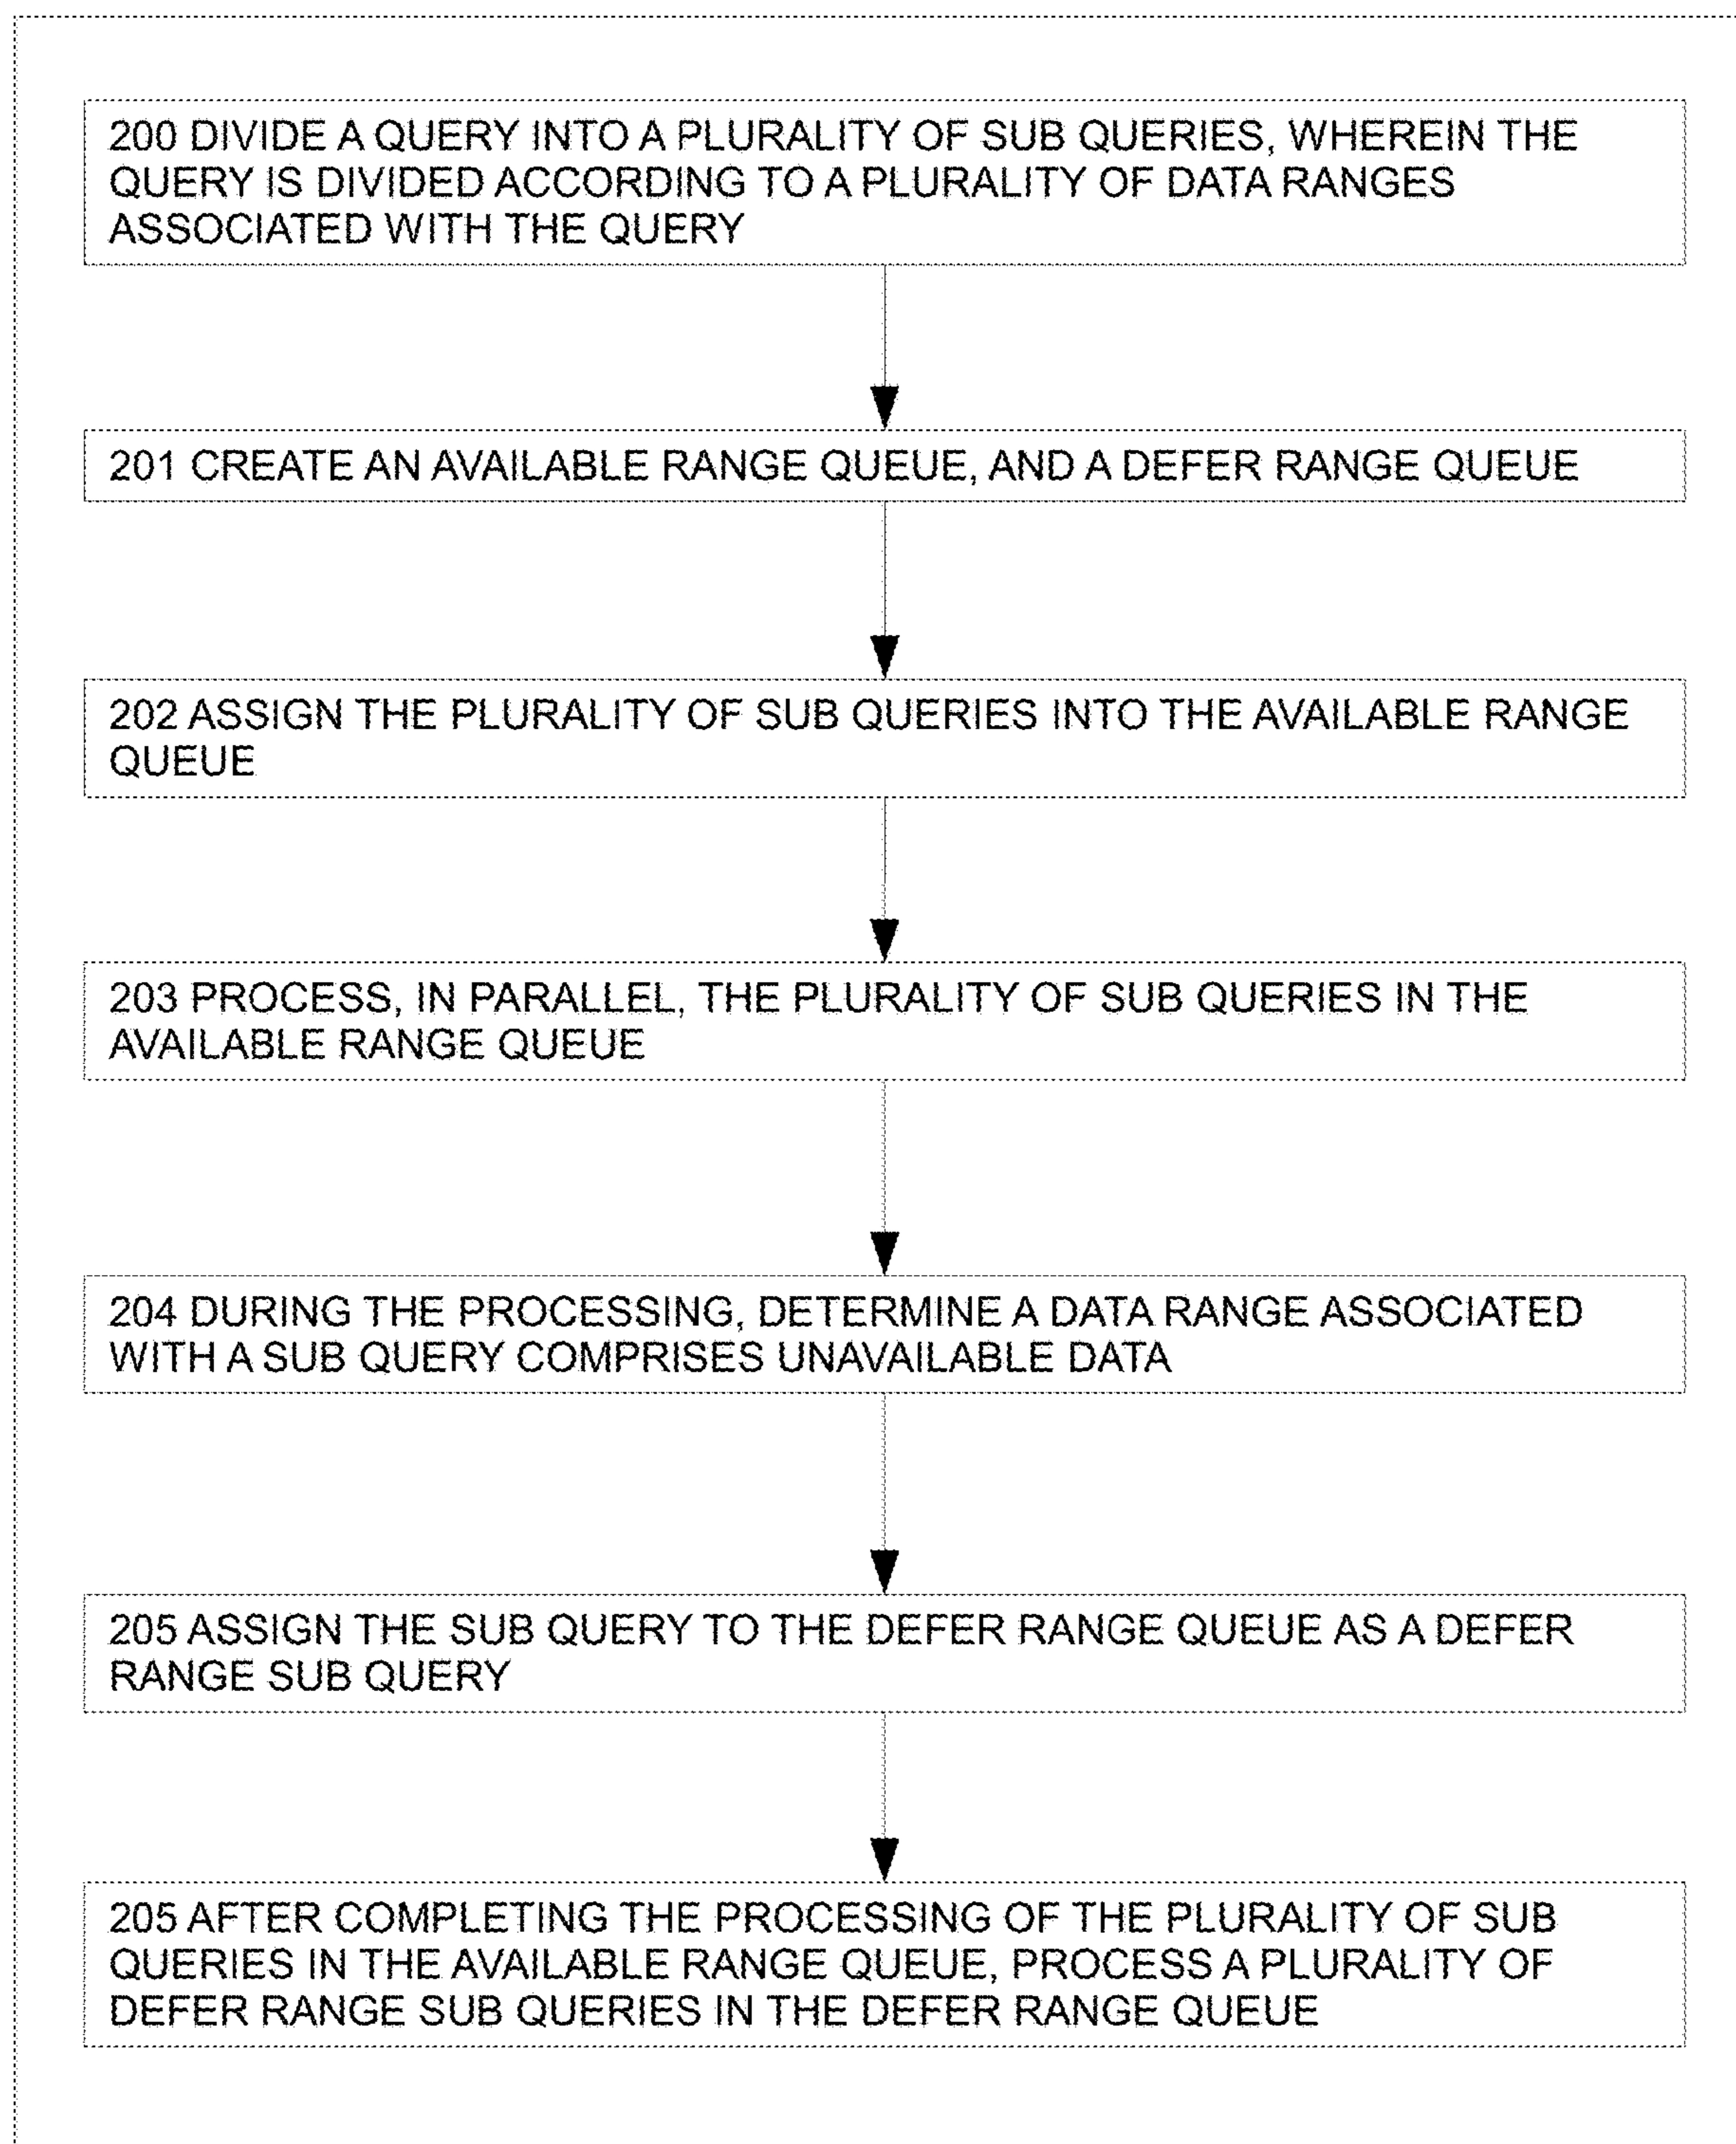 200 DIVIDE A QUERY INTO A PLURALITY OF SUB QUERIES, WHEREIN THE
QUERY IS DIVIDED ACCORDING TO A PLURALITY OF DATA RANGES
ASSOCIATED WITH THE QUERY
201 CREATE AN AVAILABLE RANGE QUEUE, AND A DEFER RANGE QUEUE
202 ASSIGN THE PLURALITY OF SUB QUERIES INTO THE AVAILABLE RANGE
QUEUE
203 PROCESS, IN PARALLEL, THE PLURALITY OF SUB QUERIES IN THE
AVAILABLE RANGE QUEUE
204 DURING THE PROCESSING, DETERMINE A DATA RANGE ASSOCIATED
WITH A SUB QUERY COMPRISES UNAVAILABLE DATA
205 ASSIGN THE SUB QUERY TO THE DEFER RANGE QUEUE AS A DEFER
RANGE SUB QUERY
205 AFTER COMPLETING THE PROCESSING OF THE PLURALITY OF SUB
QUERIES IN THE AVAILABLE RANGE QUEUE, PROCESS A PLURALITY OF
DEFER RANGE SUB QUERIES IN THE DEFER RANGE QUEUE